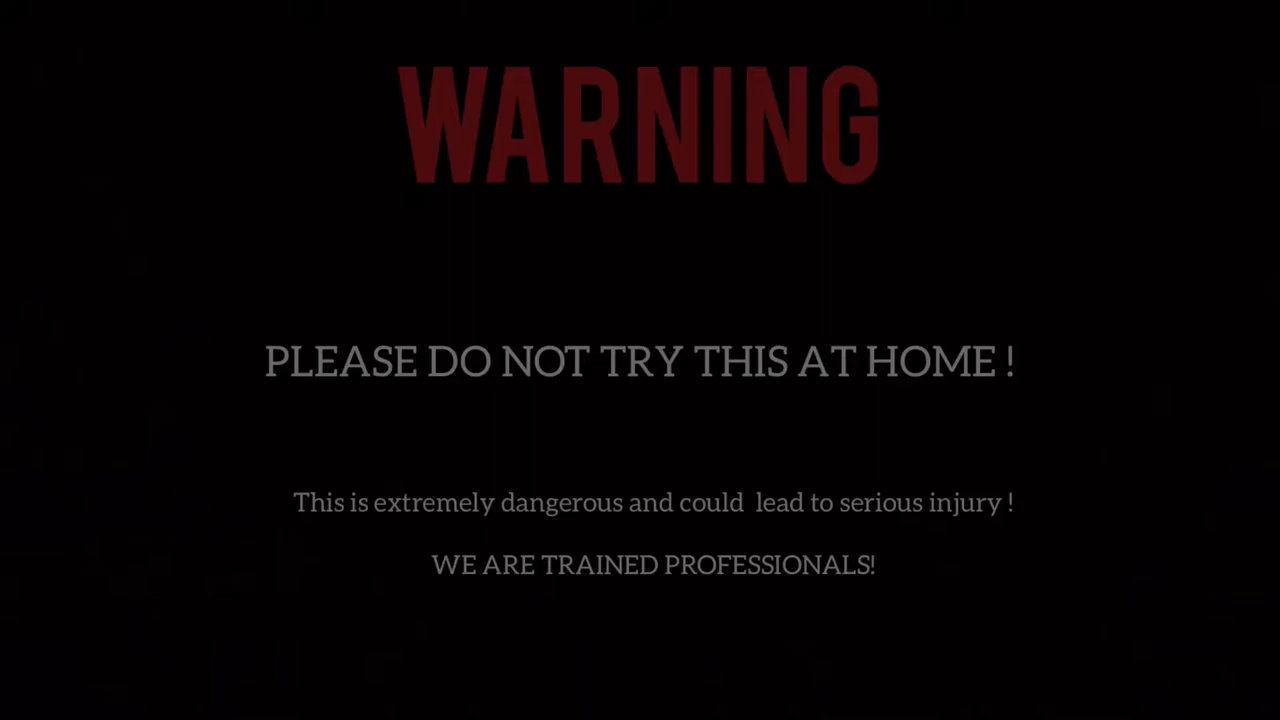 WARNING
PLEASE DO NOT TRY THIS AT HOME !
This is extremely dangerous and could lead to serious injury !
WE ARE TRAINED PROFESSIONALS!